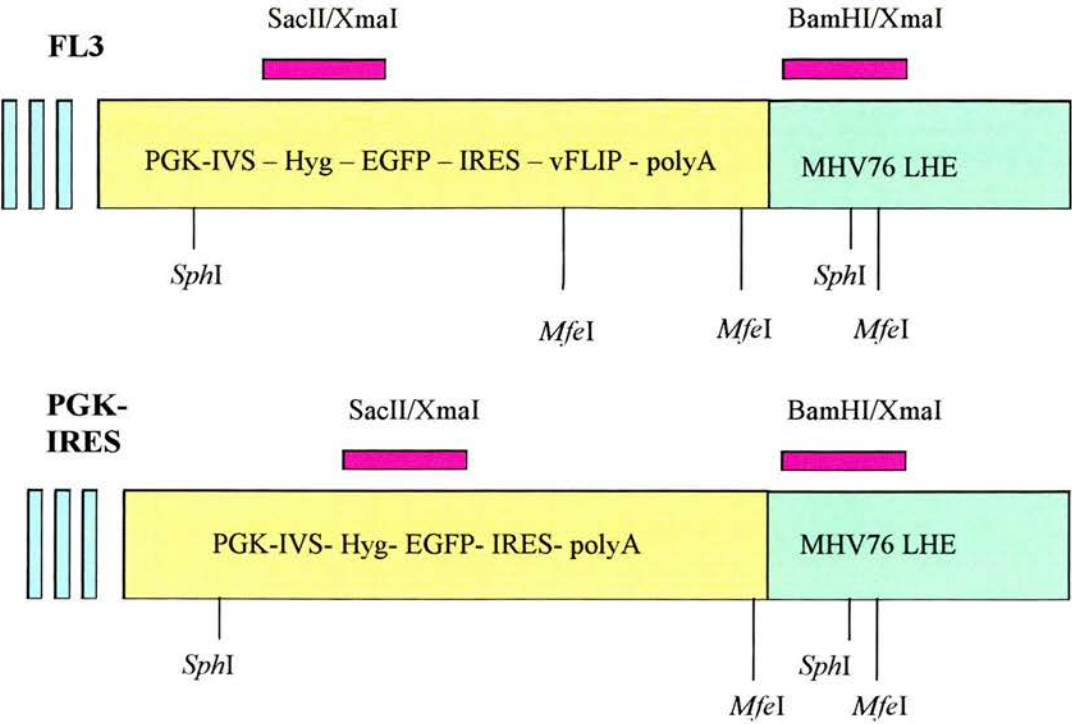 SacII/XmaI BamHI/XmaI
FL3
PGK-IVS – Hyg – EGFP – IRES – vFLIP - polyA MHV76 LHE
SphI SphI
MfeI MfeI MfeI
PGK-
IRES
SacII/XmaI BamHI/XmaI
PGK-IVS- Hyg- EGFP- IRES- polyA MHV76 LHE
SphI SphI
MfeI MfeI